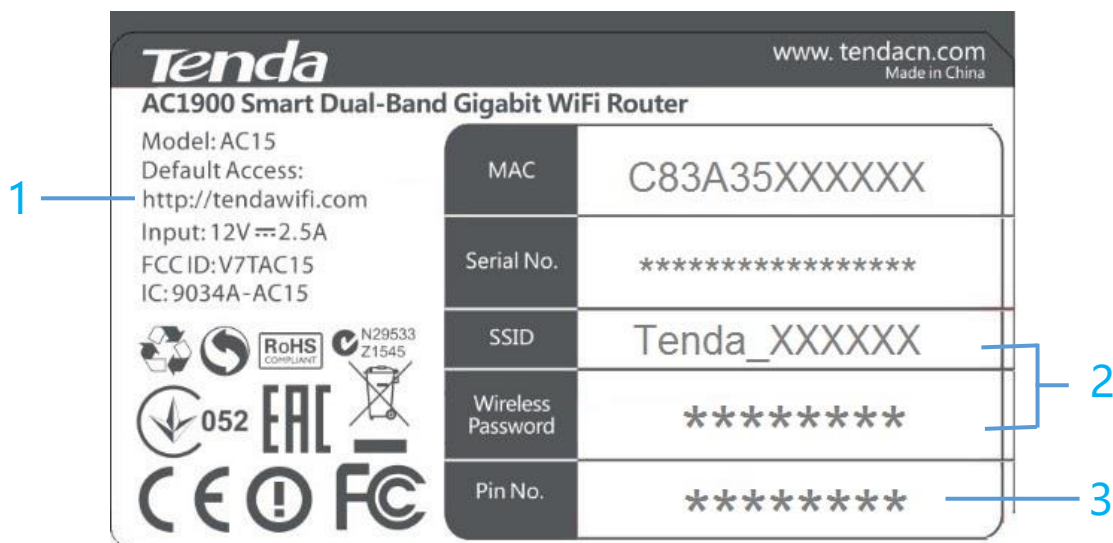 Tenda
www. tendacn.com
Made in China
AC1900 Smart Dual-Band Gigabit WiFi Router
Model: AC15
Default Access:
http://tendawifi.com
Input: 12V⎓2.5A
FCC ID: V7TAC15
IC: 9034A-AC15
RoHS
COMPLIANT
N29533
Z1545
052
EAC
CE
FC
MAC
C83A35XXXXXX
Serial No.
*****************
SSID
Tenda_XXXXXX
Wireless
Password
********
Pin No.
********
1
2
3